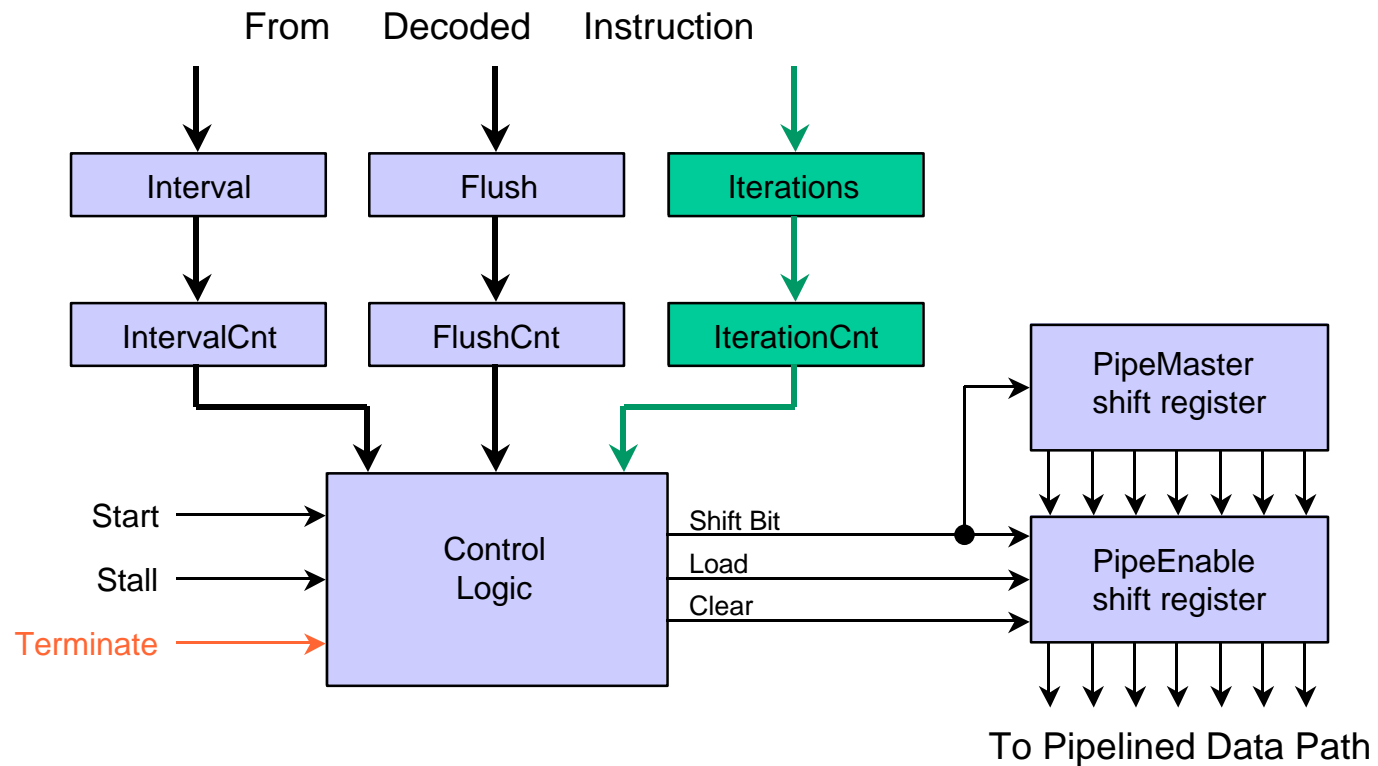 From Decoded Instruction
Interval
Flush
Iterations
IntervalCnt
FlushCnt
IterationCnt
PipeMaster
shift register
Start
Stall
Terminate
Control
Logic
Shift Bit
Load
Clear
PipeEnable
shift register
To Pipelined Data Path